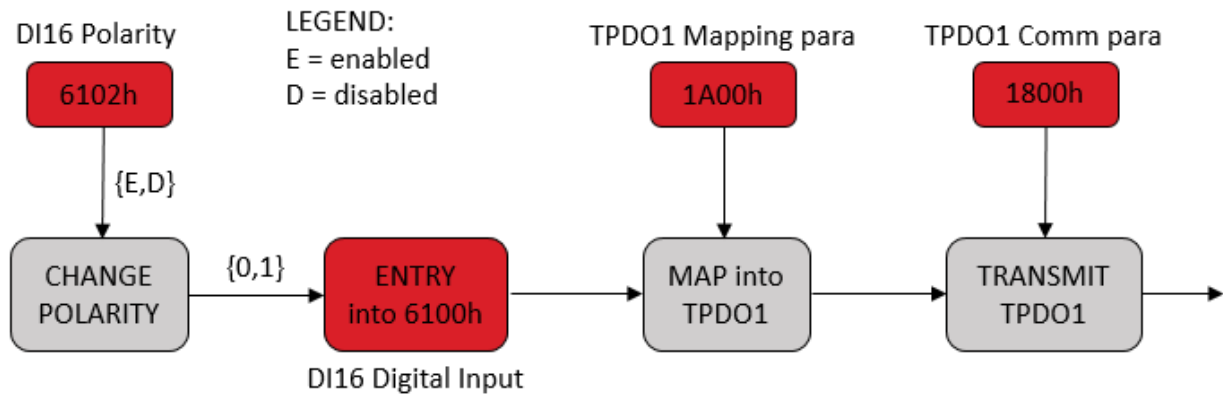 DI16 Polarity
LEGEND:
E = enabled
D = disabled
TPDO1 Mapping para
TPDO1 Comm para
6102h
1A00h
1800h
{E,D}
CHANGE
POLARITY
{0,1}
ENTRY
into 6100h
MAP into
TPDO1
TRANSMIT
TPDO1
DI16 Digital Input